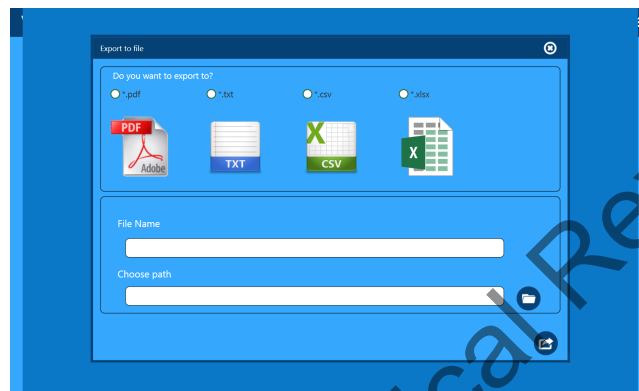 Export to file
Do you want to export to?
*.pdf *.txt *.csv *.xlsx
PDF
Adobe
TXT
X
CSV
X
File Name
Choose path